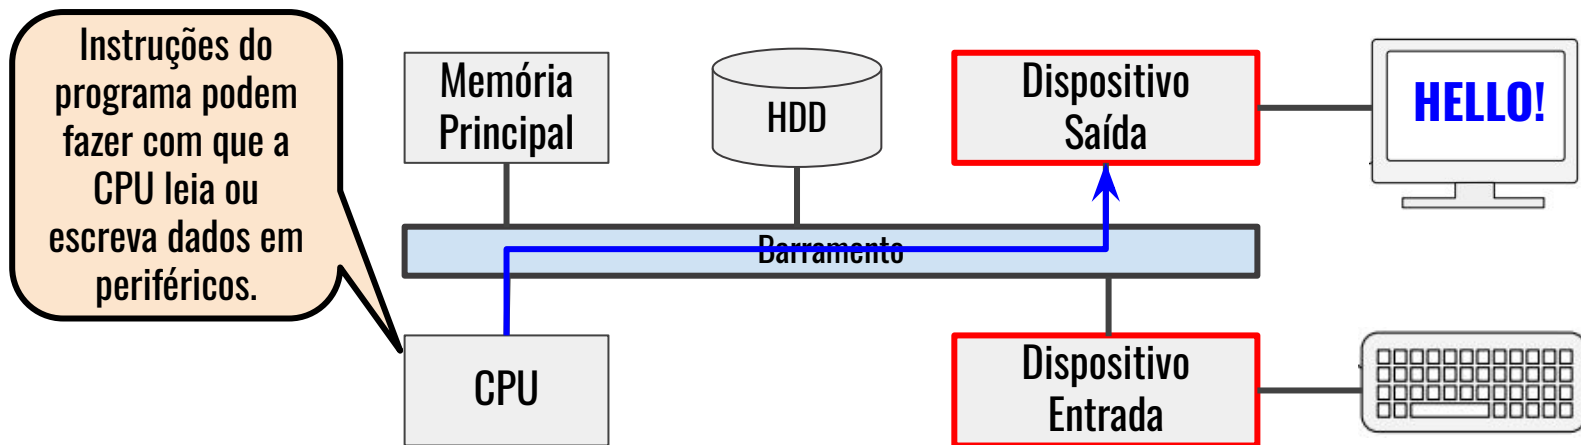 Instruções do
programa podem
fazer com que a
CPU leia ou
escreva dados em
periféricos.
Memória
Principal
HDD
Dispositivo
Saída
HELLO!
Barramento
CPU
Dispositivo
Entrada